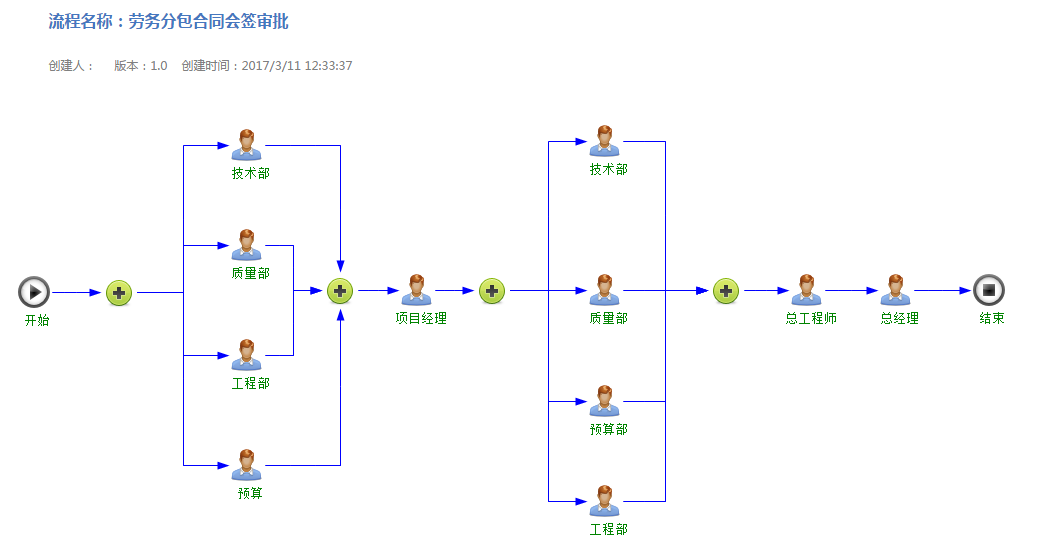 流程名称：劳务分包合同会签审批
创建人： 版本：1.0 创建时间：2017/3/11 12:33:37
开始
技术部
质量部
工程部
预算
项目经理
技术部
质量部
预算部
工程部
总工程师
总经理
结束